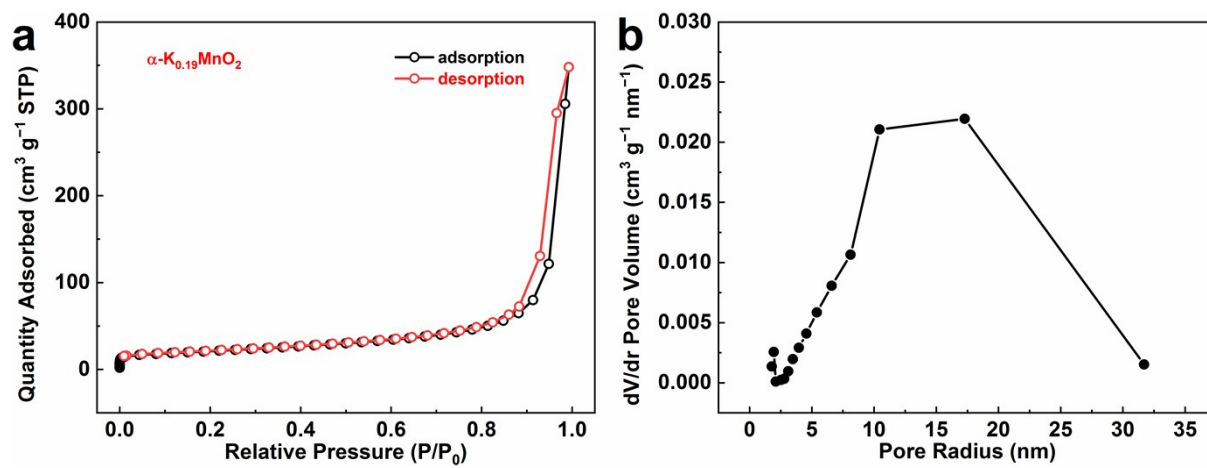 a
α-K0.19MnO2
adsorption
desorption
Quantity Adsorbed (cm³ g⁻¹ STP)
400
300
200
100
0
0.0 0.2 0.4 0.6 0.8 1.0
Relative Pressure (P/P0)
b
dV/dr Pore Volume (cm³ g⁻¹ nm⁻¹)
0.030
0.025
0.020
0.015
0.010
0.005
0.000
0 5 10 15 20 25 30 35
Pore Radius (nm)